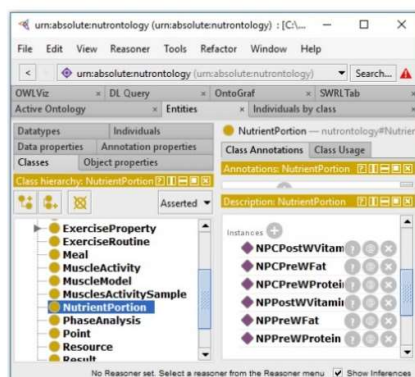 urn:absolute:nutrontology (urn:absolute:nutrontology) : [C:\...
File Edit View Reasoner Tools Refactor Window Help
urn:absolute:nutrontology (urn:absolute:nutrontology) Search...
OWLViz DL Query OntoGraf SWRLTab
Active Ontology Entities Individuals by class
Datatypes Individuals
Data properties Annotation properties
Classes Object properties
Class hierarchy: NutrientPortion
Asserted
ExerciseProperty
ExerciseRoutine
Meal
MuscleActivity
MuscleModel
MusclesActivitySample
NutrientPortion
PhaseAnalysis
Point
Resource
Result
NutrientPortion — nutrontology#Nutri
Class Annotations Class Usage
Annotations: NutrientPortion
Description: NutrientPortion
Instances
NPCPostWVitam
NPCPreWFat
NPCPreWProtei
NPPostWVitamin
NPPreWFat
NPPreWProtein
No Reasoner set. Select a reasoner from the Reasoner menu Show Inferences